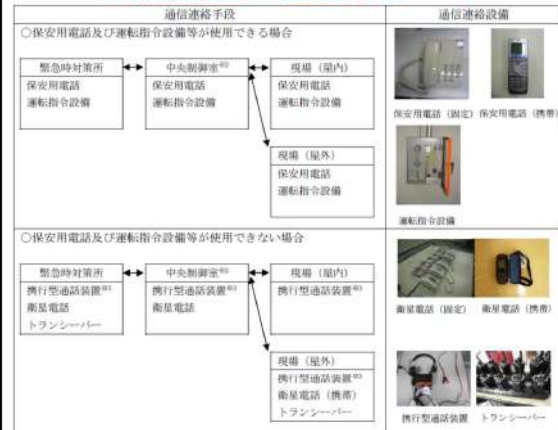 通信連絡手段
通信連絡設備
○保安用電話及び運転指令設備等が使用できる場合
緊急時対策所
保安用電話
運転指令設備
中央制御室
保安用電話
運転指令設備
現場（屋内）
保安用電話
運転指令設備
現場（屋外）
保安用電話
運転指令設備
保安用電話（固定） 保安用電話（携帯）
運転指令設備
○保安用電話及び運転指令設備等が使用できない場合
緊急時対策所
携行型通話装置
衛星電話
トランシーバー
中央制御室
携行型通話装置
衛星電話
現場（屋内）
携行型通話装置
現場（屋外）
携行型通話装置
衛星電話（携帯）
トランシーバー
衛星電話（固定） 衛星電話（携帯）
携行型通話装置 トランシーバー